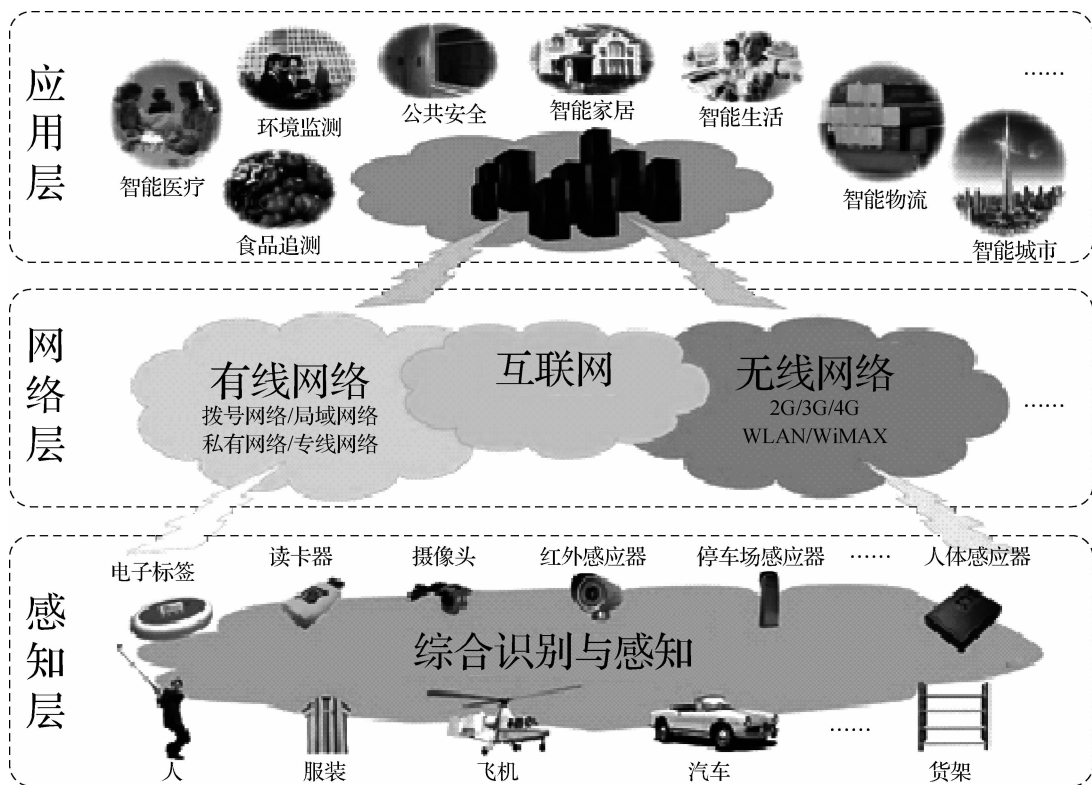 应用层
环境监测
公共安全
智能家居
智能生活
……
智能医疗
食品追测
智能物流
智能城市
网络层
有线网络
拨号网络/局域网络
私有网络/专线网络
互联网
无线网络
2G/3G/4G
WLAN/WiMAX
……
感知层
电子标签
读卡器
摄像头
红外感应器
停车场感应器
……
人体感应器
综合识别与感知
人
服装
飞机
汽车
……
货架